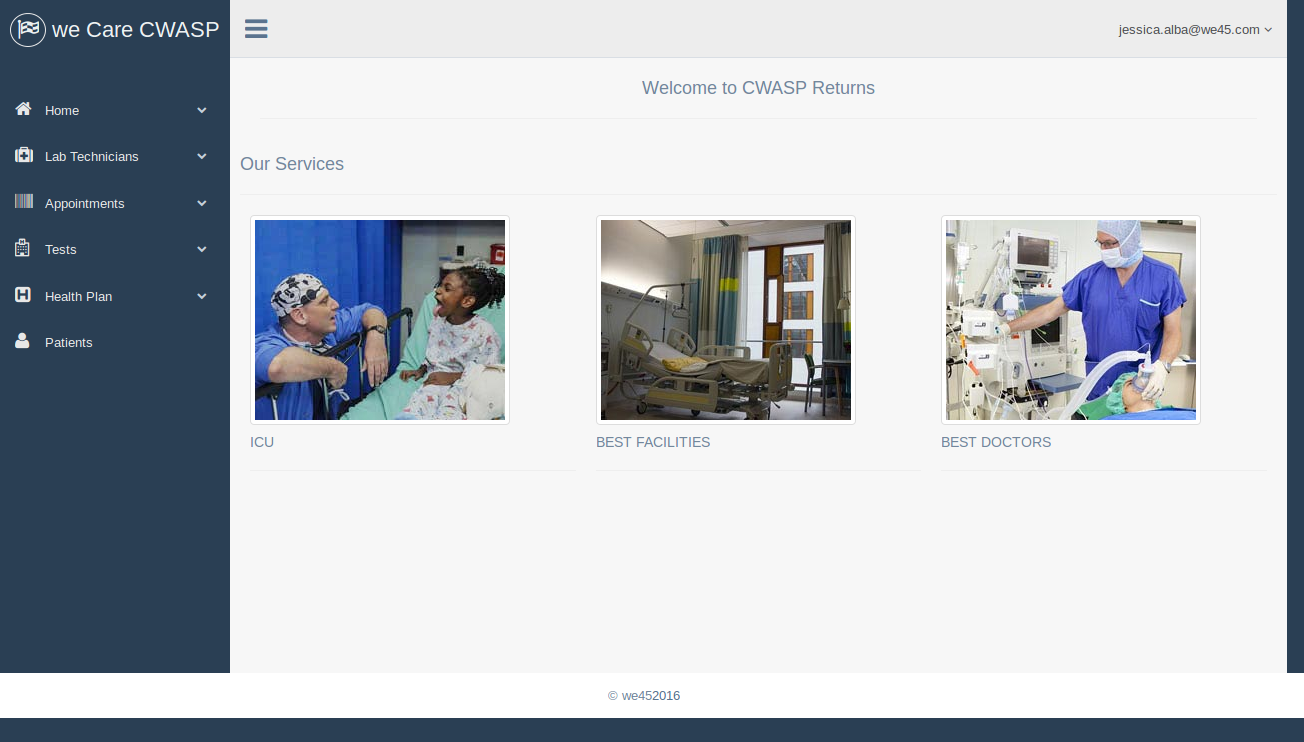 we Care CWASP
jessica.alba@we45.com
Home
Lab Technicians
Appointments
Tests
Health Plan
Patients
Welcome to CWASP Returns
Our Services
ICU
BEST FACILITIES
BEST DOCTORS
© we452016